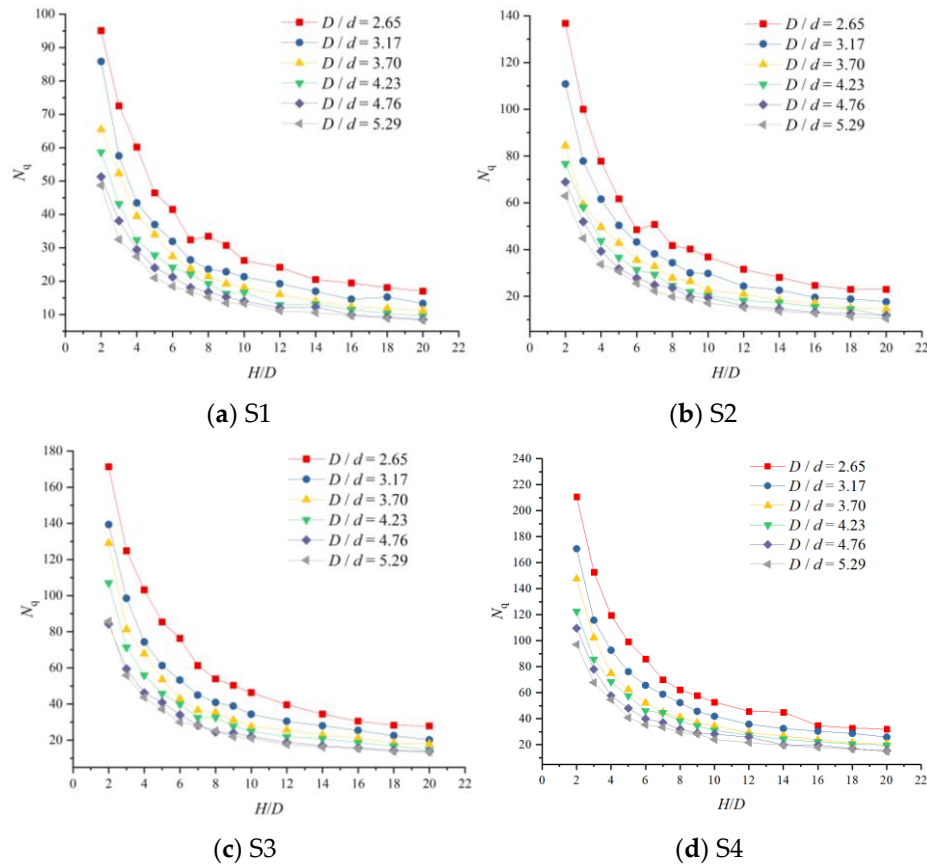 D / d = 2.65
D / d = 3.17
D / d = 3.70
D / d = 4.23
D / d = 4.76
D / d = 5.29
100
90
80
70
60
50
40
30
20
10
Nq
0 2 4 6 8 10 12 14 16 18 20 22
H/D
(a) S1
D / d = 2.65
D / d = 3.17
D / d = 3.70
D / d = 4.23
D / d = 4.76
D / d = 5.29
140
120
100
80
60
40
20
Nq
0 2 4 6 8 10 12 14 16 18 20 22
H/D
(b) S2
D / d = 2.65
D / d = 3.17
D / d = 3.70
D / d = 4.23
D / d = 4.76
D / d = 5.29
180
160
140
120
100
80
60
40
20
Nq
0 2 4 6 8 10 12 14 16 18 20 22
H/D
(c) S3
D / d = 2.65
D / d = 3.17
D / d = 3.70
D / d = 4.23
D / d = 4.76
D / d = 5.29
240
220
200
180
160
140
120
100
80
60
40
20
Nq
0 2 4 6 8 10 12 14 16 18 20 22
H/D
(d) S4